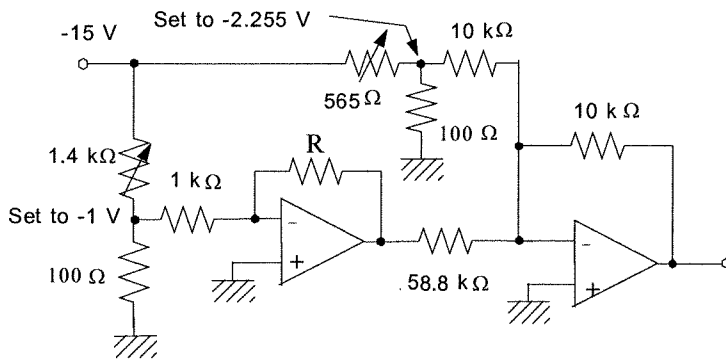 Set to -2.255 V
-15 V
10 kΩ
565 Ω
100 Ω
10 kΩ
1.4 kΩ
R
1 kΩ
Set to -1 V
100 Ω
58.8 kΩ
−
+
−
+